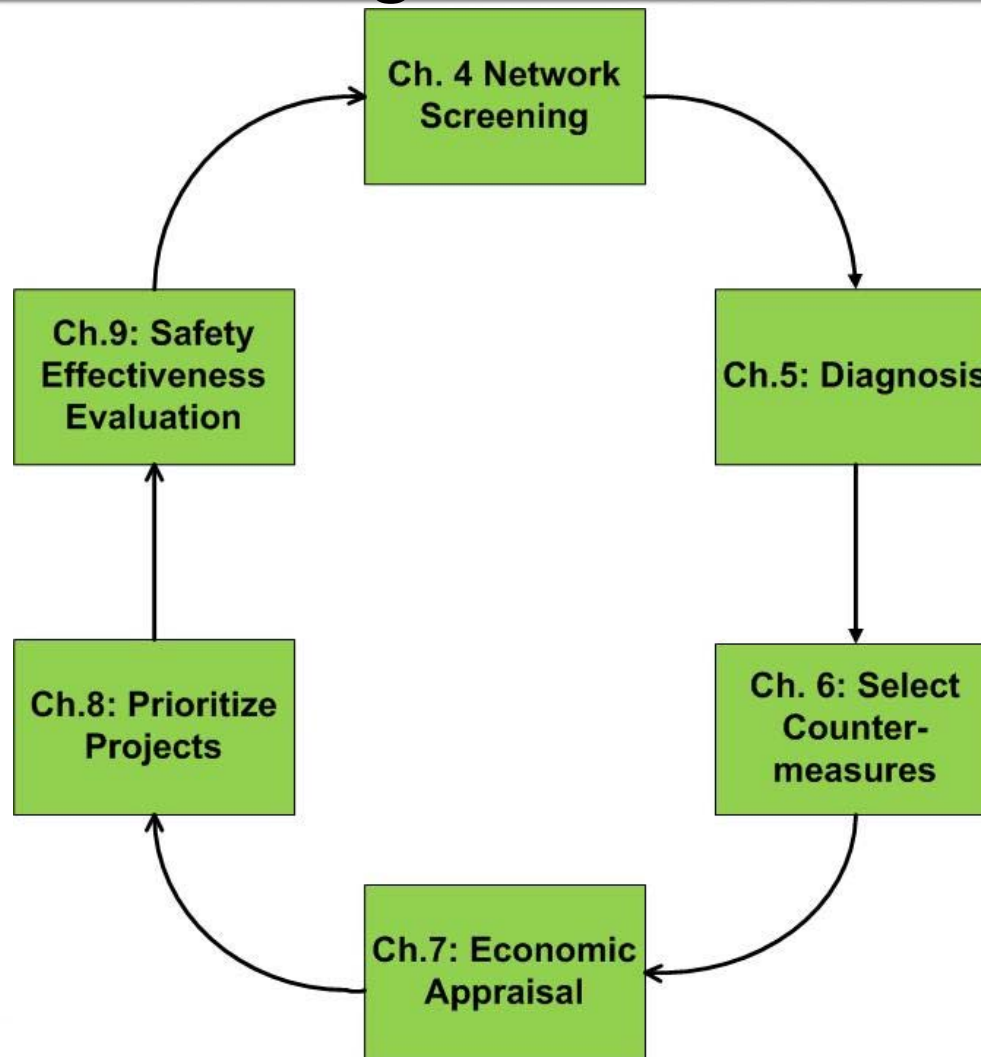 Ch. 4 Network
Screening
Ch.5: Diagnosis
Ch. 6: Select
Counter-
measures
Ch.7: Economic
Appraisal
Ch.8: Prioritize
Projects
Ch.9: Safety
Effectiveness
Evaluation